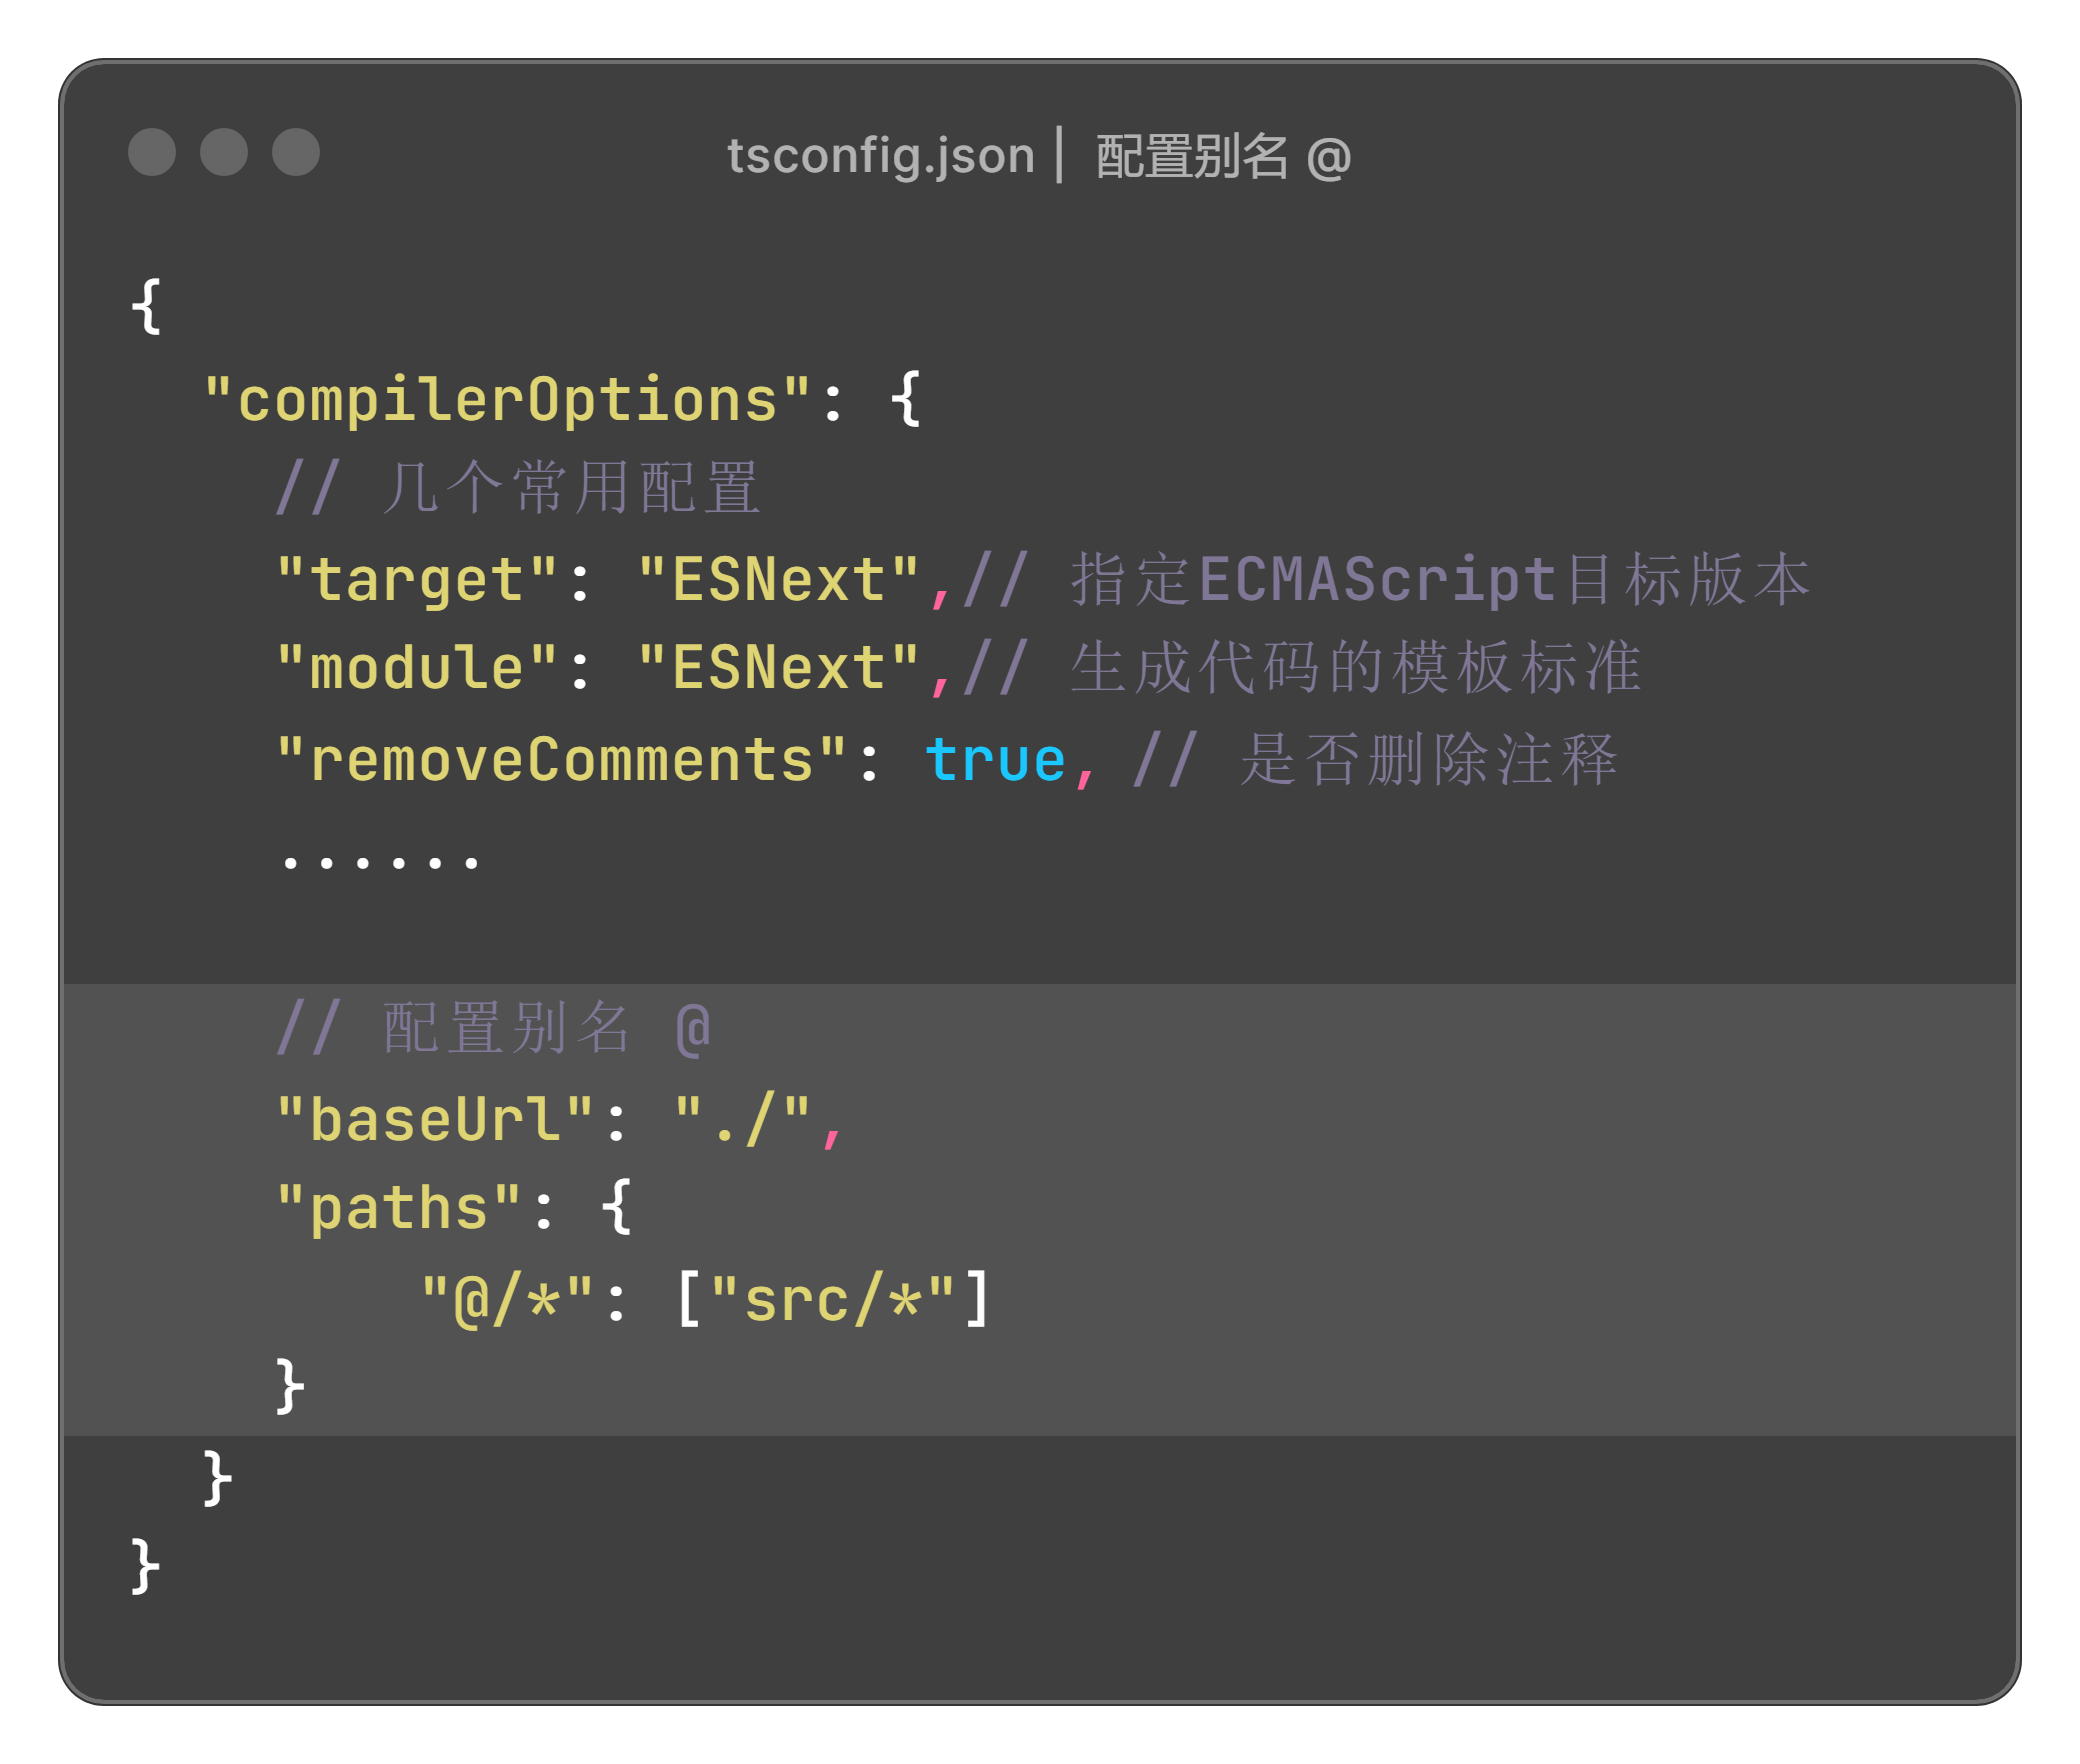 tsconfig.json | 配置别名 @
{
  "compilerOptions": {
    // 几个常用配置
    "target": "ESNext",// 指定ECMAScript目标版本
    "module": "ESNext",// 生成代码的模板标准
    "removeComments": true, // 是否删除注释
    ......
    // 配置别名 @
    "baseUrl": "./",
    "paths": {
        "@/*": ["src/*"]
    }
  }
}